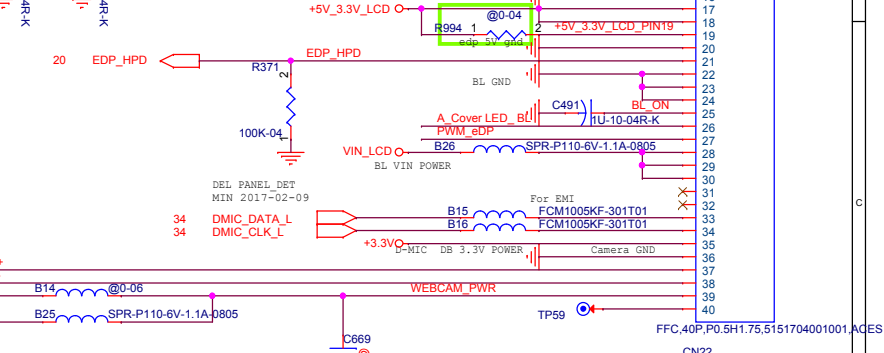 4R-K
4R-K
+5V_3.3V_LCD
@0-04
R994 1 2
+5V_3.3V_LCD_PIN19
edp 5V gnd
17
18
19
20
21
22
23
24
25
26
27
28
29
30
31
32
33
34
35
36
37
38
39
40
20 EDP_HPD
EDP_HPD
R371
2
1
100K-04
BL GND
C491
BL_ON
1U-10-04R-K
A_Cover LED_BL
PWM_eDP
VIN_LCD
B26
SPR-P110-6V-1.1A-0805
BL VIN POWER
DEL PANEL_DET
MIN 2017-02-09
For EMI
34 DMIC_DATA_L
B15 FCM1005KF-301T01
34 DMIC_CLK_L
B16 FCM1005KF-301T01
+3.3V
D-MIC DB 3.3V POWER
Camera GND
C
B14 @0-06
WEBCAM_PWR
B25 SPR-P110-6V-1.1A-0805
TP59
FFC,40P,P0.5H1.75,5151704001001,ACES
C669
CN22